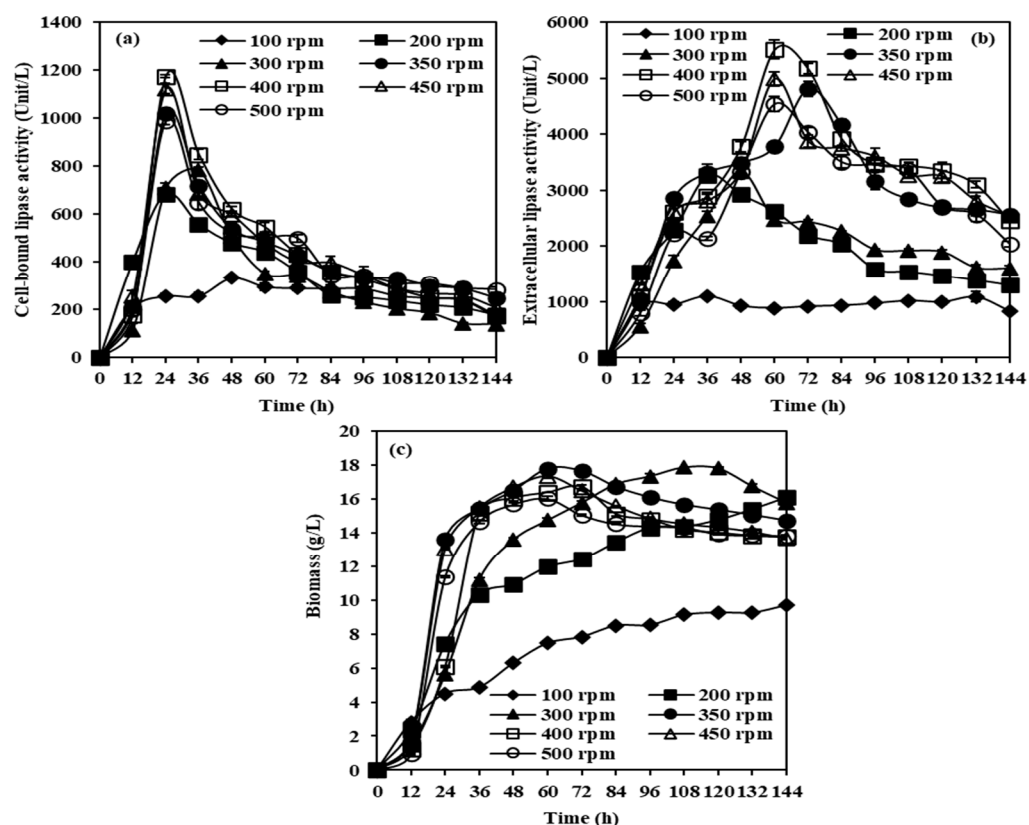 (a)
Cell-bound lipase activity (Unit/L)
1400
1200
1000
800
600
400
200
0
100 rpm
200 rpm
300 rpm
350 rpm
400 rpm
450 rpm
500 rpm
0 12 24 36 48 60 72 84 96 108 120 132 144
Time (h)
(b)
Extracellular lipase activity (Unit/L)
6000
5000
4000
3000
2000
1000
0
100 rpm
200 rpm
300 rpm
350 rpm
400 rpm
450 rpm
500 rpm
0 12 24 36 48 60 72 84 96 108 120 132 144
Time (h)
(c)
Biomass (g/L)
20
18
16
14
12
10
8
6
4
2
0
100 rpm
200 rpm
300 rpm
350 rpm
400 rpm
450 rpm
500 rpm
0 12 24 36 48 60 72 84 96 108 120 132 144
Time (h)